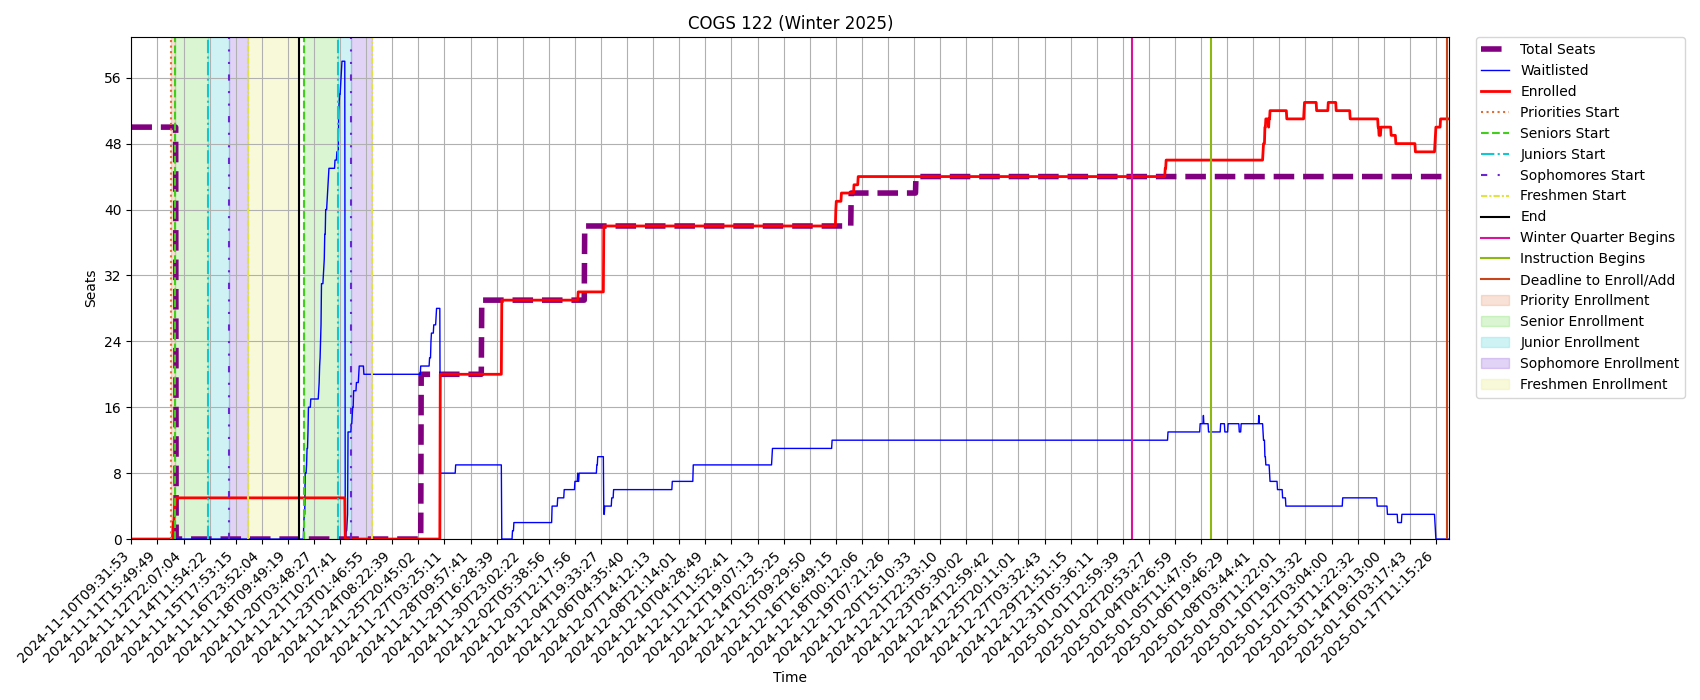 COGS 122 (Winter 2025)
Seats
56
48
40
32
24
16
8
0
2024-11-10T09:31:53
2024-11-11T15:49:49
2024-11-12T22:07:04
2024-11-14T11:54:22
2024-11-15T17:53:15
2024-11-16T23:52:04
2024-11-18T09:49:19
2024-11-20T03:48:27
2024-11-21T10:27:41
2024-11-23T01:46:55
2024-11-24T08:22:39
2024-11-25T20:45:02
2024-11-28T03:25:11
2024-11-28T09:57:41
2024-11-29T16:28:39
2024-11-30T23:02:22
2024-12-02T05:38:56
2024-12-03T12:17:56
2024-12-04T19:33:27
2024-12-06T04:35:40
2024-12-07T14:12:13
2024-12-08T21:14:01
2024-12-10T04:28:49
2024-12-11T11:52:41
2024-12-12T19:07:13
2024-12-14T02:25:25
2024-12-15T09:29:50
2024-12-16T16:49:15
2024-12-18T00:12:06
2024-12-19T07:21:26
2024-12-20T15:10:33
2024-12-21T22:33:10
2024-12-23T05:30:02
2024-12-24T12:59:42
2024-12-25T20:11:01
2024-12-27T03:32:43
2024-12-29T21:51:15
2024-12-31T05:36:11
2025-01-01T12:59:39
2025-01-02T20:53:27
2025-01-04T04:26:59
2025-01-05T11:47:05
2025-01-06T19:46:29
2025-01-08T03:44:41
2025-01-09T11:22:01
2025-01-10T19:13:32
2025-01-12T03:04:00
2025-01-13T11:22:32
2025-01-14T19:13:00
2025-01-16T03:17:43
2025-01-17T11:15:26
Time
Total Seats
Waitlisted
Enrolled
Priorities Start
Seniors Start
Juniors Start
Sophomores Start
Freshmen Start
End
Winter Quarter Begins
Instruction Begins
Deadline to Enroll/Add
Priority Enrollment
Senior Enrollment
Junior Enrollment
Sophomore Enrollment
Freshmen Enrollment